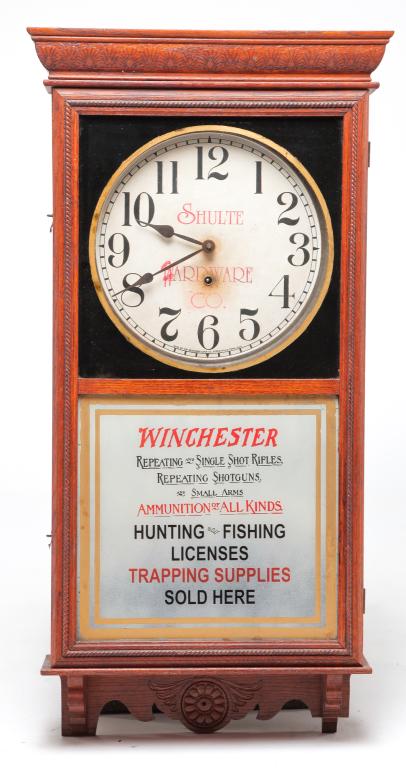 12
11 1
10 2
9 3
8 4
7 5
6
SHULTE
HARDWARE
CO.
WINCHESTER
REPEATING AND SINGLE SHOT RIFLES,
REPEATING SHOTGUNS,
AND SMALL ARMS
AMMUNITION OF ALL KINDS.
HUNTING FISHING
LICENSES
TRAPPING SUPPLIES
SOLD HERE